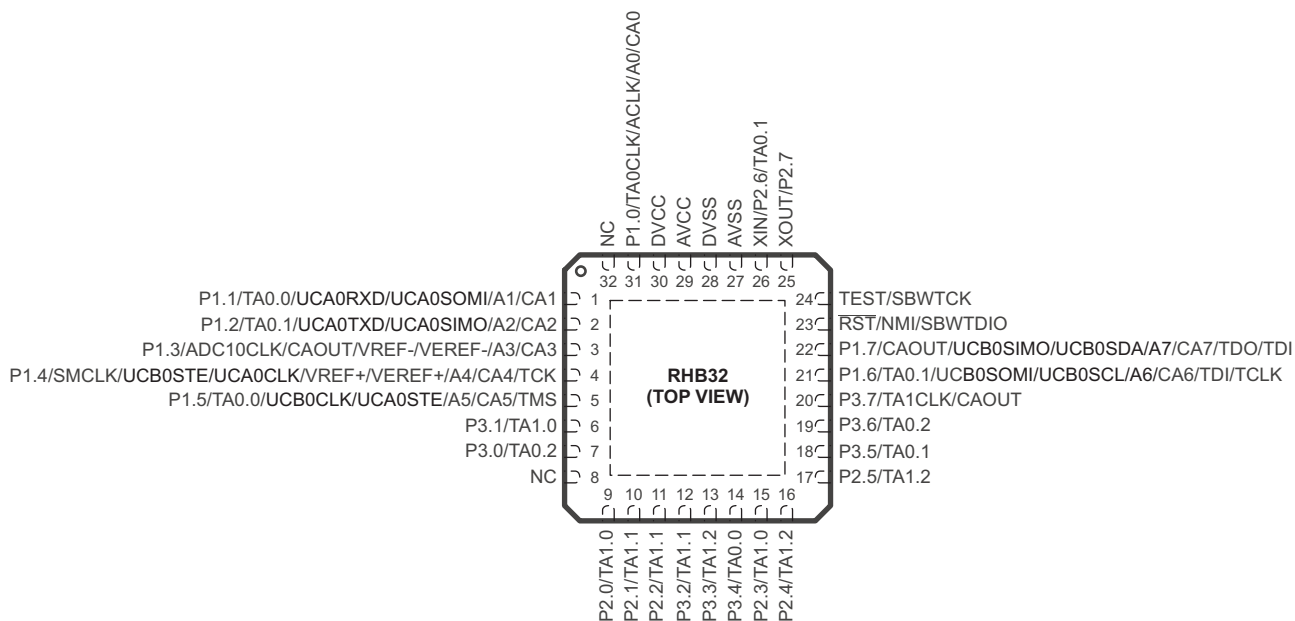 NC
P1.0/TA0CLK/ACLK/A0/CA0
DVCC
AVCC
DVSS
AVSS
XIN/P2.6/TA0.1
XOUT/P2.7
32
31
30
29
28
27
26
25
P1.1/TA0.0/UCA0RXD/UCA0SOMI/A1/CA1
1
P1.2/TA0.1/UCA0TXD/UCA0SIMO/A2/CA2
2
P1.3/ADC10CLK/CAOUT/VREF-/VEREF-/A3/CA3
3
P1.4/SMCLK/UCB0STE/UCA0CLK/VREF+/VEREF+/A4/CA4/TCK
4
P1.5/TA0.0/UCB0CLK/UCA0STE/A5/CA5/TMS
5
P3.1/TA1.0
6
P3.0/TA0.2
7
NC
8
RHB32
(TOP VIEW)
24
TEST/SBWTCK
23
RST/NMI/SBWTDIO
22
P1.7/CAOUT/UCB0SIMO/UCB0SDA/A7/CA7/TDO/TDI
21
P1.6/TA0.1/UCB0SOMI/UCB0SCL/A6/CA6/TDI/TCLK
20
P3.7/TA1CLK/CAOUT
19
P3.6/TA0.2
18
P3.5/TA0.1
17
P2.5/TA1.2
9
10
11
12
13
14
15
16
P2.0/TA1.0
P2.1/TA1.1
P2.2/TA1.1
P3.2/TA1.1
P3.3/TA1.2
P3.4/TA0.0
P2.3/TA1.0
P2.4/TA1.2